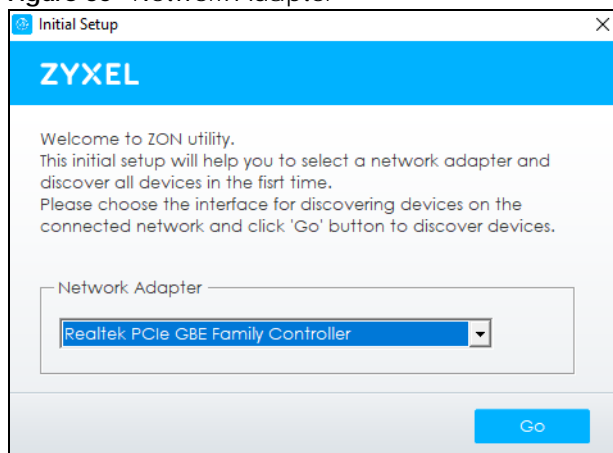 Network Adapter
Initial Setup
ZYXEL
Welcome to ZON utility.
This initial setup will help you to select a network adapter and
discover all devices in the fisrt time.
Please choose the interface for discovering devices on the
connected network and click 'Go' button to discover devices.
Network Adapter
Realtek PCIe GBE Family Controller
Go